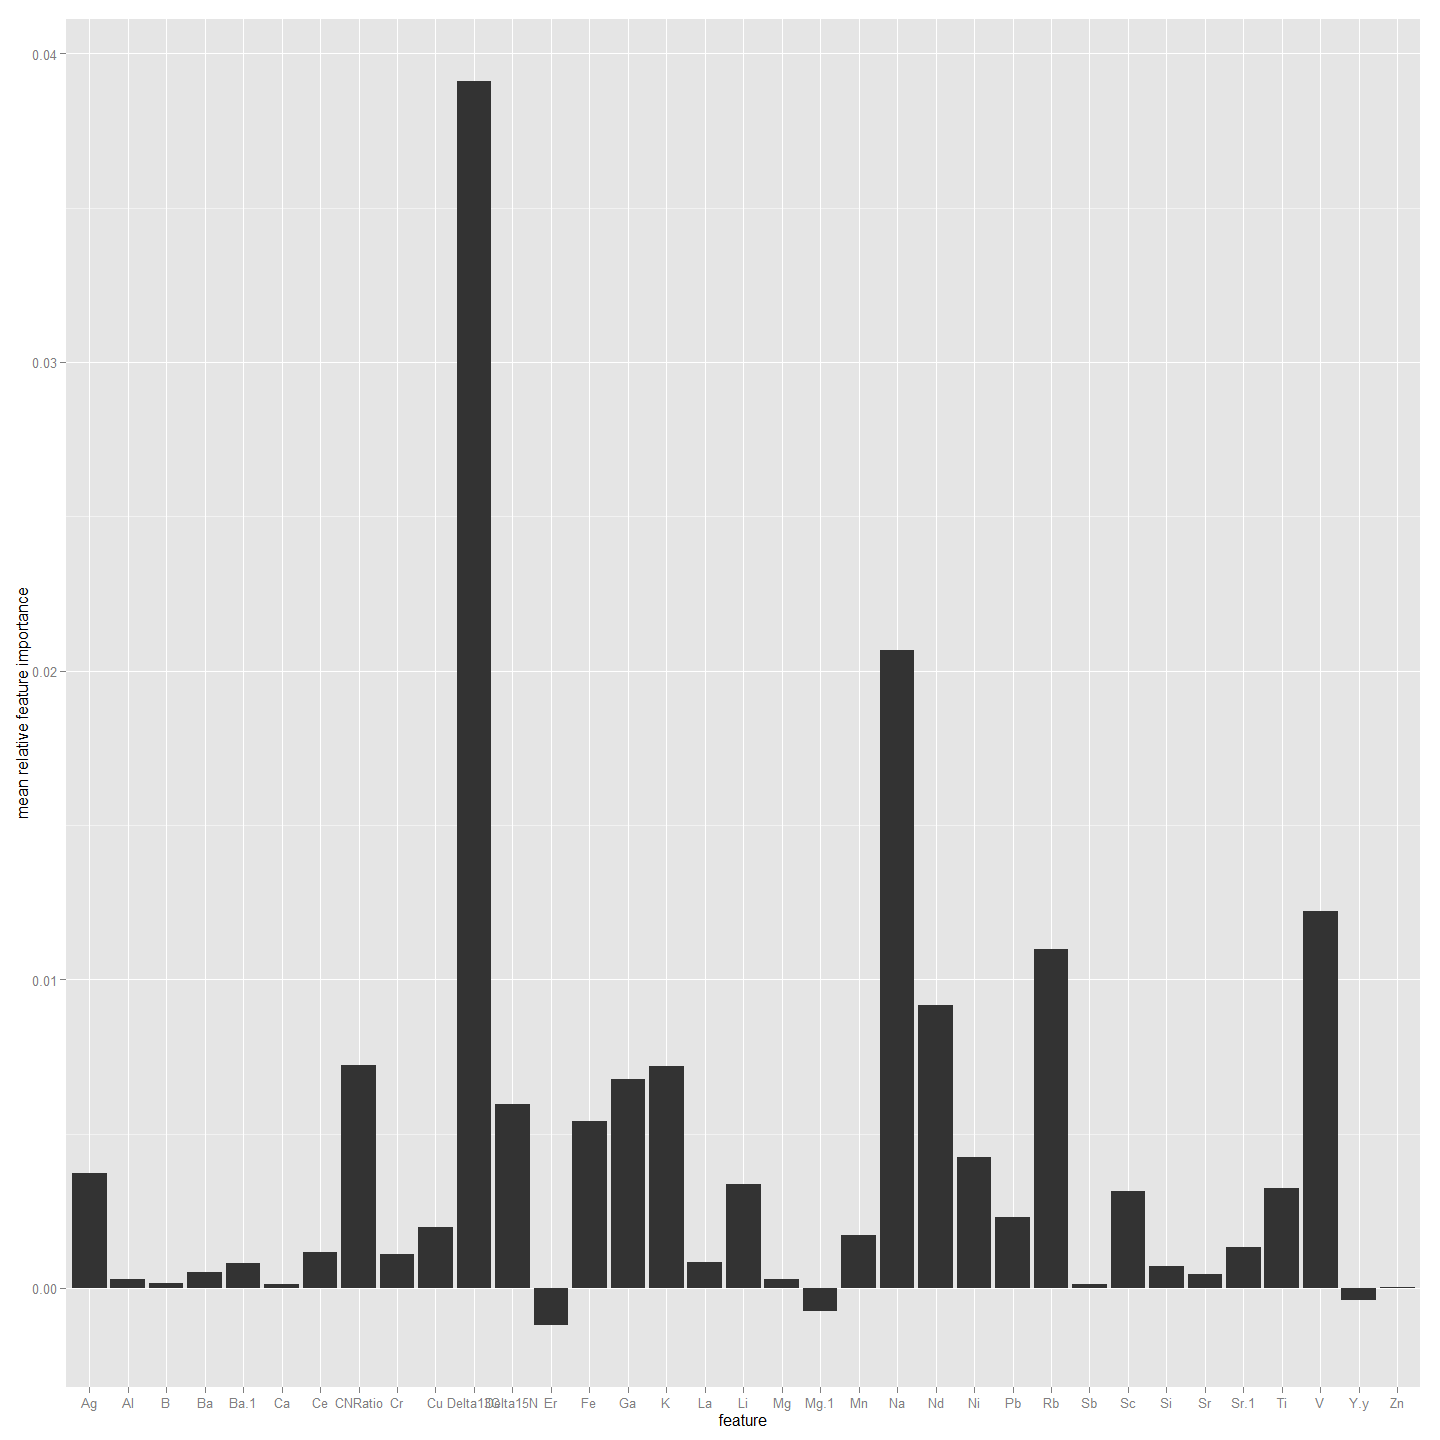 0.04
0.03
0.02
0.01
0.00
mean relative feature importance
Ag Al B Ba Ba.1 Ca Ce CNRatio Cr Cu Delta13C Delta15N Er Fe Ga K La Li Mg Mg.1 Mn Na Nd Ni Pb Rb Sb Sc Si Sr Sr.1 Ti V Y.y Zn
feature